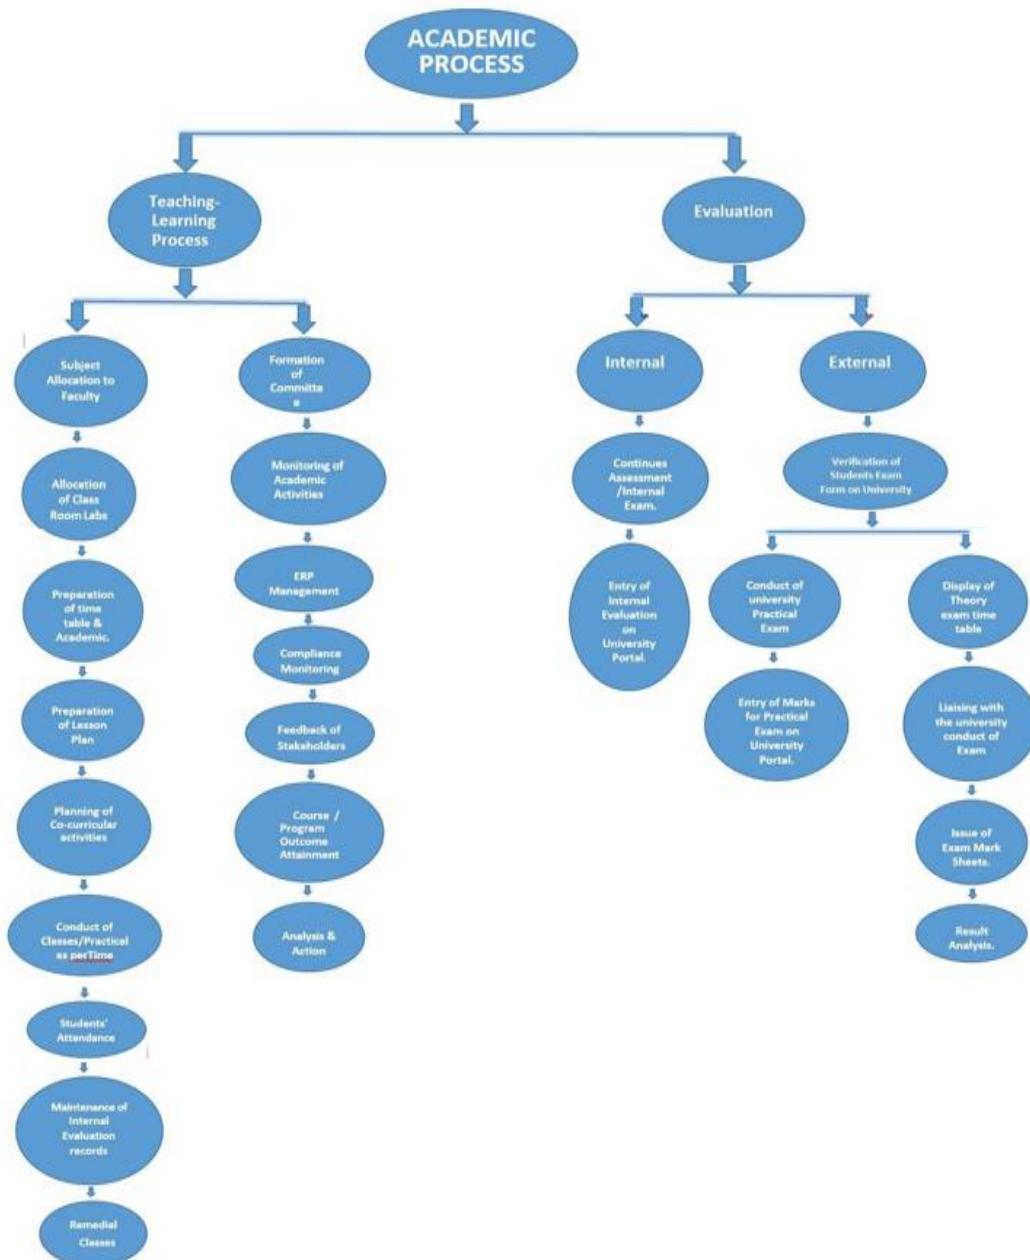 ACADEMIC
PROCESS
Teaching-
Learning
Process
Evaluation
Subject
Allocation to
Faculty
Allocation
of Class
Room Labs
Preparation
of time
table &
Academic.
Preparation
of Lesson
Plan
Planning of
Co-curricular
activities
Conduct of
Classes/Practical
as perTime
Students'
Attendance
Maintenance of
Internal
Evaluation
records
Remedial
Classes
Formation
of
Committe
e
Monitoring of
Academic
Activities
ERP
Management
Compliance
Monitoring
Feedback of
Stakeholders
Course /
Program
Outcome
Attainment
Analysis &
Action
Internal
Continues
Assessment
/Internal
Exam.
Entry of
Internal
Evaluation
on
University
Portal.
External
Verification of
Students Exam
Form on University
Conduct of
university
Practical
Exam
Entry of Marks
for Practical
Exam on
University
Portal.
Display of
Theory
exam time
table
Liaising with
the university
conduct of
Exam
Issue of
Exam Mark
Sheets.
Result
Analysis.